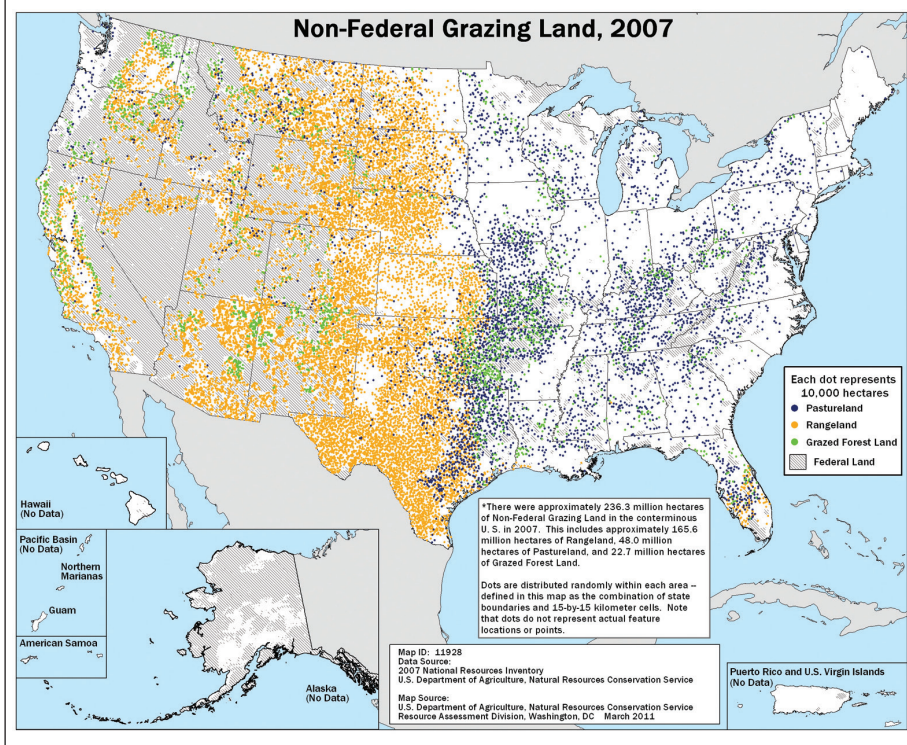 Non-Federal Grazing Land, 2007
Each dot represents
10,000 hectares
Pastureland
Rangeland
Grazed Forest Land
Federal Land
Hawaii
(No Data)
Pacific Basin
(No Data)
Northern
Marianas
Guam
American Samoa
Alaska
(No Data)
*There were approximately 236.3 million hectares
of Non-Federal Grazing Land in the conterminous
U. S. in 2007.  This includes approximately 165.6
million hectares of Rangeland, 48.0 million
hectares of Pastureland, and 22.7 million hectares
of Grazed Forest Land.
Dots are distributed randomly within each area –
defined in this map as the combination of state
boundaries and 15-by-15 kilometer cells.  Note
that dots do not represent actual feature
locations or points.
Map ID:  11928
Data Source:
2007 National Resources Inventory
U.S. Department of Agriculture, Natural Resources Conservation Service
Map Source:
U.S. Department of Agriculture, Natural Resources Conservation Service
Resource Assessment Division, Washington, DC    March 2011
Puerto Rico and U.S. Virgin Islands
(No Data)